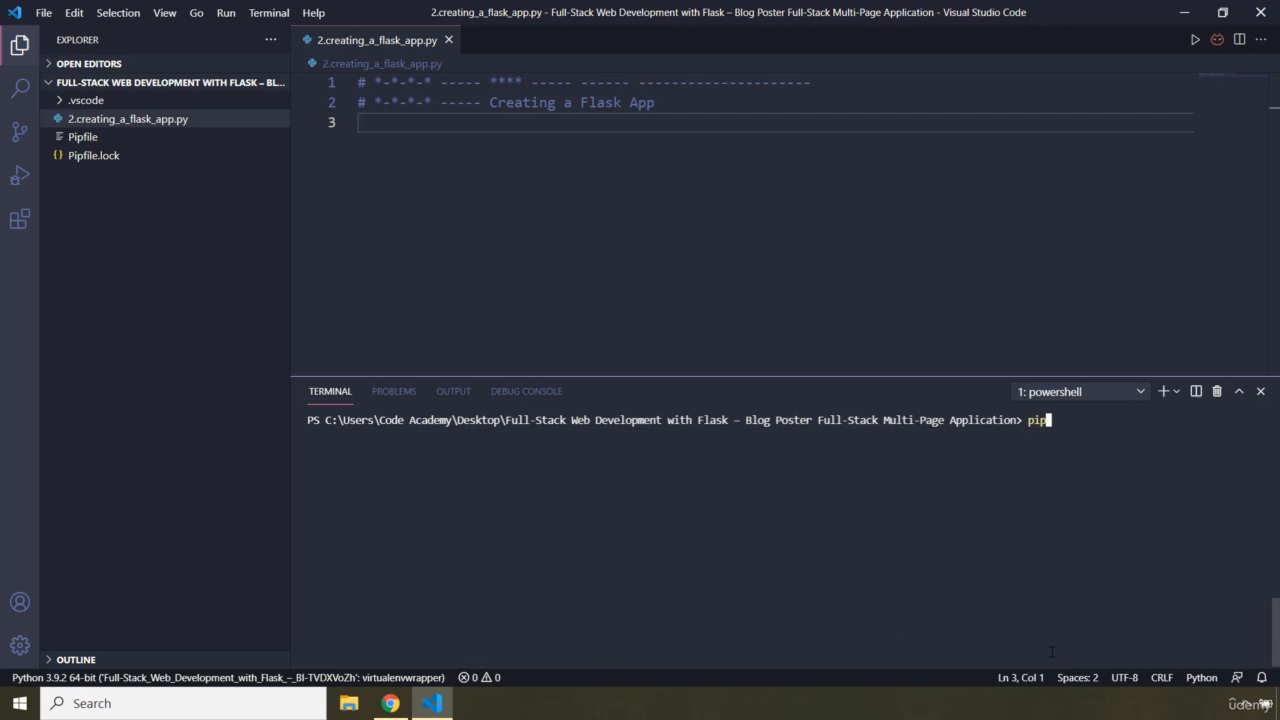 File Edit Selection View Go Run Terminal Help
2.creating_a_flask_app.py - Full-Stack Web Development with Flask – Blog Poster Full-Stack Multi-Page Application - Visual Studio Code
EXPLORER
2.creating_a_flask_app.py
OPEN EDITORS
FULL-STACK WEB DEVELOPMENT WITH FLASK – BL...
.vscode
2.creating_a_flask_app.py
Pipfile
Pipfile.lock
2.creating_a_flask_app.py
1 # *-*-*-* ----- **** ----- ------ ---------------------
2 # *-*-*-* ----- Creating a Flask App
3
TERMINAL PROBLEMS OUTPUT DEBUG CONSOLE
1: powershell
PS C:\Users\Code Academy\Desktop\Full-Stack Web Development with Flask – Blog Poster Full-Stack Multi-Page Application> pip
OUTLINE
Python 3.9.2 64-bit ('Full-Stack_Web_Development_with_Flask_–_Bl-TVDXVoZh': virtualenvwrapper) 0 0
Ln 3, Col 1 Spaces: 2 UTF-8 CRLF Python
Search
udemy